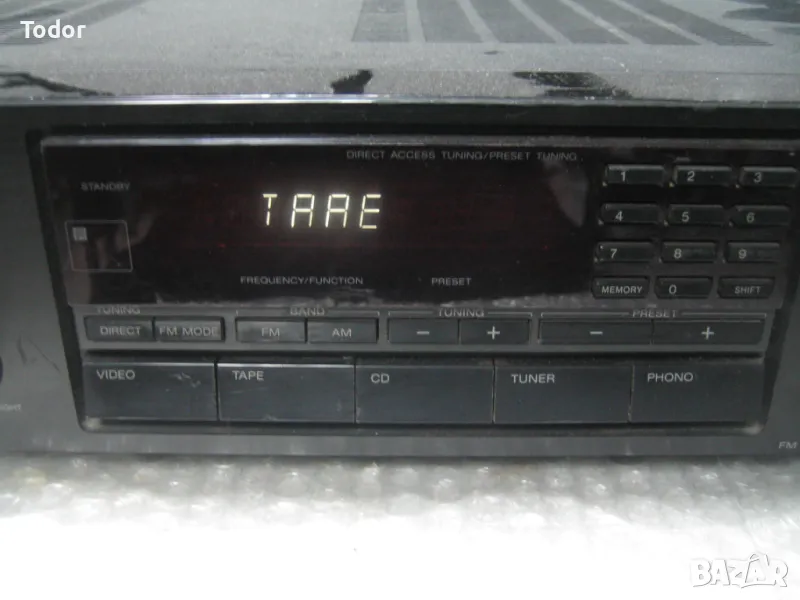 Todor
DIRECT ACCESS TUNING/PRESET TUNING
STANDBY
1 2 3
TAAE
4 5 6
7 8 9
FREQUENCY/FUNCTION PRESET
MEMORY 0 SHIFT
TUNING BAND TUNING PRESET
DIRECT FM MODE FM AM − + − +
VIDEO TAPE CD TUNER PHONO
FM
BAZAR